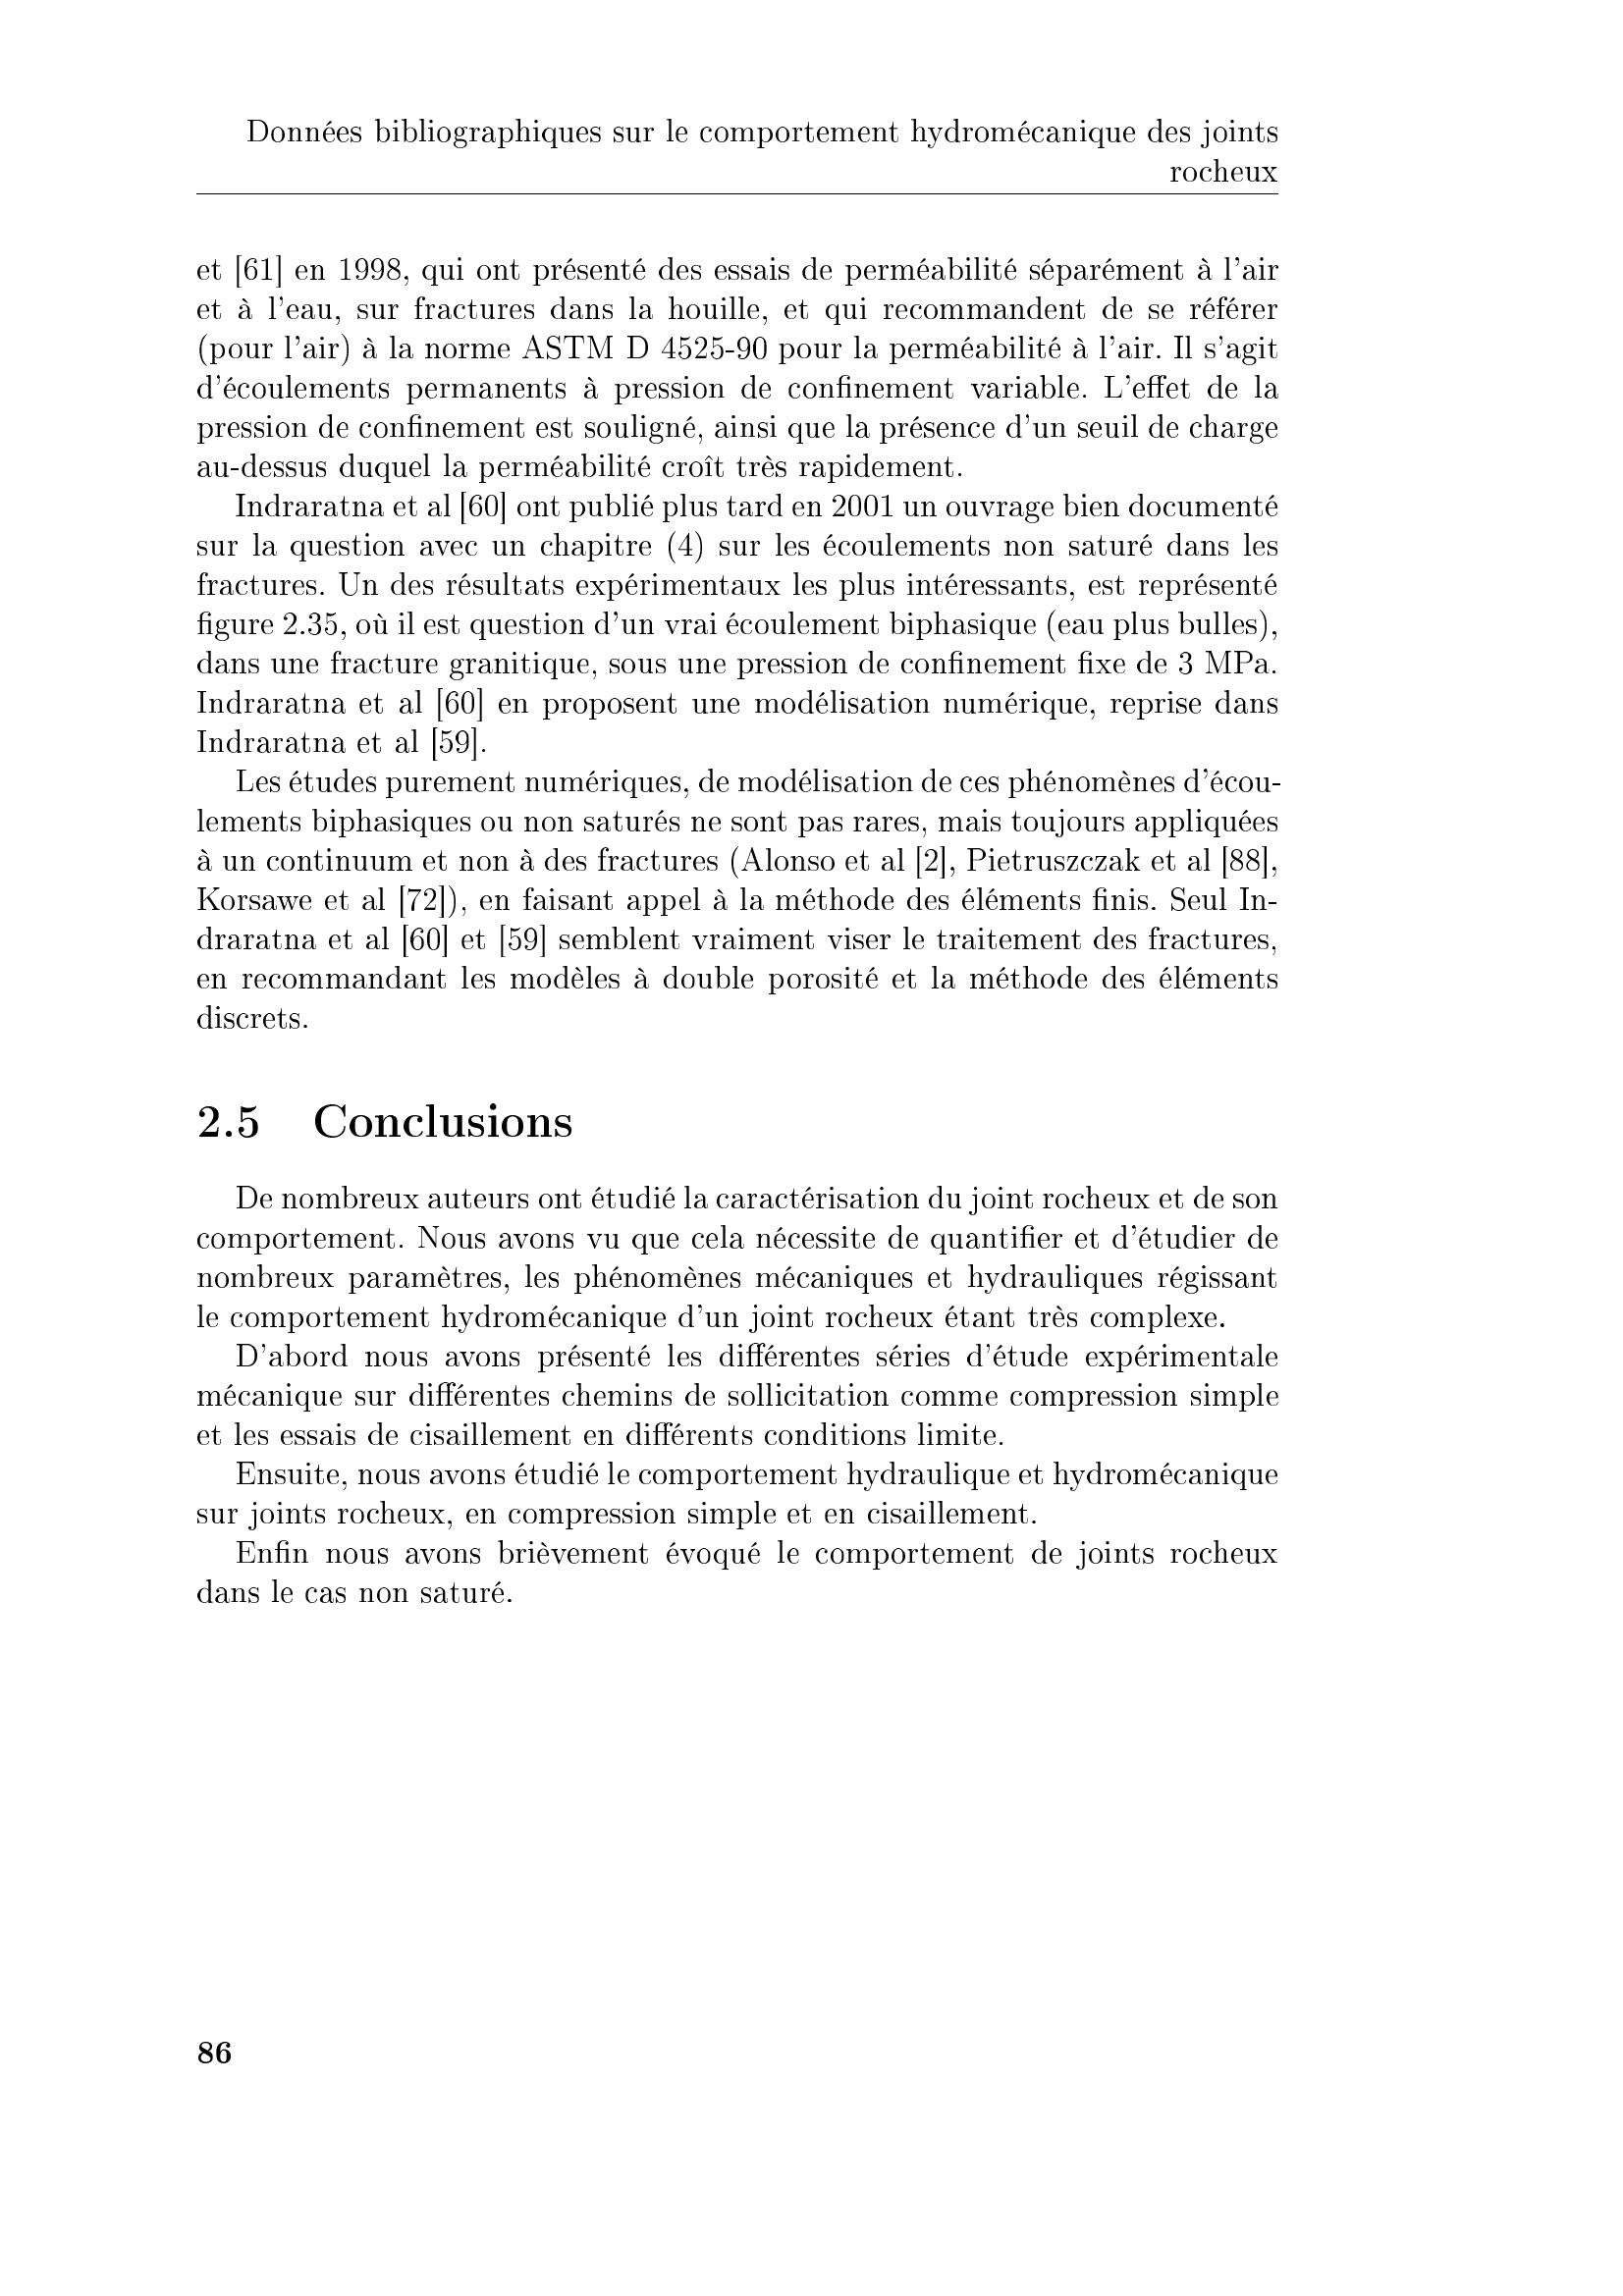 Données bibliographiques sur le comportement hydromécanique des joints
rocheux
et [61] en 1998, qui ont présenté des essais de perméabilité séparément à l'air
et à l'eau, sur fractures dans la houille, et qui recommandent de se référer
(pour l'air) à la norme ASTM D 4525-90 pour la perméabilité à l'air. Il s'agit
d'écoulements permanents à pression de confinement variable. L'effet de la
pression de confinement est souligné, ainsi que la présence d'un seuil de charge
au-dessus duquel la perméabilité croît très rapidement.
Indraratna et al [60] ont publié plus tard en 2001 un ouvrage bien documenté
sur la question avec un chapitre (4) sur les écoulements non saturé dans les
fractures. Un des résultats expérimentaux les plus intéressants, est représenté
figure 2.35, où il est question d'un vrai écoulement biphasique (eau plus bulles),
dans une fracture granitique, sous une pression de confinement fixe de 3 MPa.
Indraratna et al [60] en proposent une modélisation numérique, reprise dans
Indraratna et al [59].
Les études purement numériques, de modélisation de ces phénomènes d'écou-
lements biphasiques ou non saturés ne sont pas rares, mais toujours appliquées
à un continuum et non à des fractures (Alonso et al [2], Pietruszczak et al [88],
Korsawe et al [72]), en faisant appel à la méthode des éléments finis. Seul In-
draratna et al [60] et [59] semblent vraiment viser le traitement des fractures,
en recommandant les modèles à double porosité et la méthode des éléments
discrets.
2.5 Conclusions
De nombreux auteurs ont étudié la caractérisation du joint rocheux et de son
comportement. Nous avons vu que cela nécessite de quantifier et d'étudier de
nombreux paramètres, les phénomènes mécaniques et hydrauliques régissant
le comportement hydromécanique d'un joint rocheux étant très complexe.
D'abord nous avons présenté les différentes séries d'étude expérimentale
mécanique sur différentes chemins de sollicitation comme compression simple
et les essais de cisaillement en différents conditions limite.
Ensuite, nous avons étudié le comportement hydraulique et hydromécanique
sur joints rocheux, en compression simple et en cisaillement.
Enfin nous avons brièvement évoqué le comportement de joints rocheux
dans le cas non saturé.
86